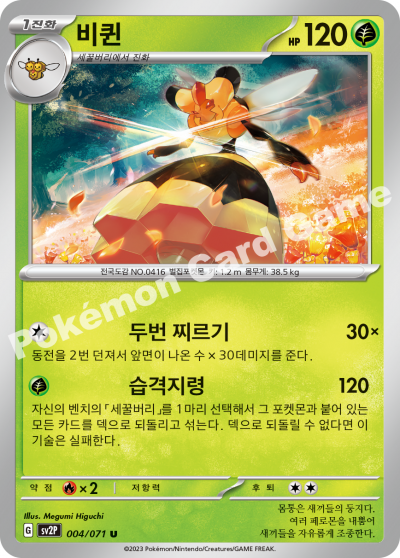 1진화
비퀸
HP 120
세꿀버리에서 진화
전국도감 NO.0416 벌집포켓몬 키: 1.2 m 몸무게: 38.5 kg
Pokémon Card Game
두번 찌르기 30×
동전을 2번 던져서 앞면이 나온 수 × 30데미지를 준다.
습격지령 120
자신의 벤치의 「세꿀버리」를 1마리 선택해서 그 포켓몬과 붙어 있는
모든 카드를 덱으로 되돌리고 섞는다. 덱으로 되돌릴 수 없다면 이
기술은 실패한다.
약점 ×2 저항력 후퇴
Illus. Megumi Higuchi
G sv2P 004/071 U
몸통은 새끼들의 둥지다.
여러 페로몬을 내뿜어
새끼들을 자유롭게 조종한다.
©2023 Pokémon/Nintendo/Creatures/GAME FREAK.